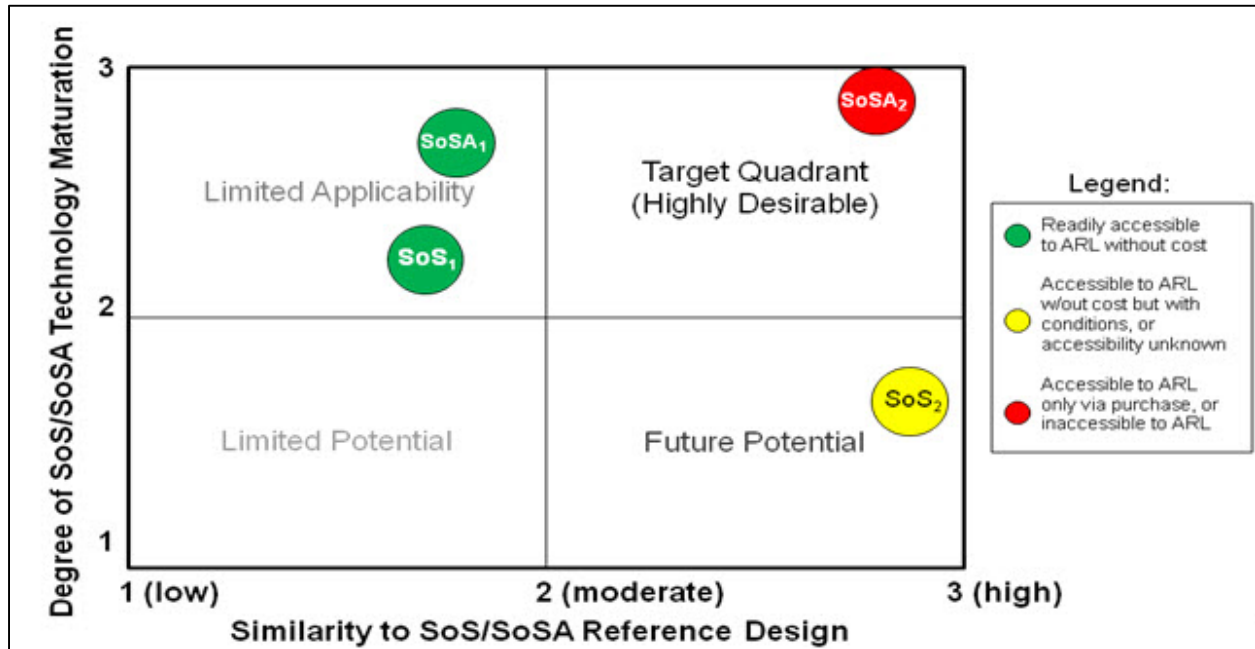 Degree of SoS/SoSA Technology Maturation
3
2
1
SoSA₁
Limited Applicability
SoS₁
SoSA₂
Target Quadrant
(Highly Desirable)
Limited Potential
Future Potential
SoS₂
1 (low)
2 (moderate)
3 (high)
Similarity to SoS/SoSA Reference Design
Legend:
Readily accessible
to ARL without cost
Accessible to ARL
w/out cost but with
conditions, or
accessibility unknown
Accessible to ARL
only via purchase, or
inaccessible to ARL